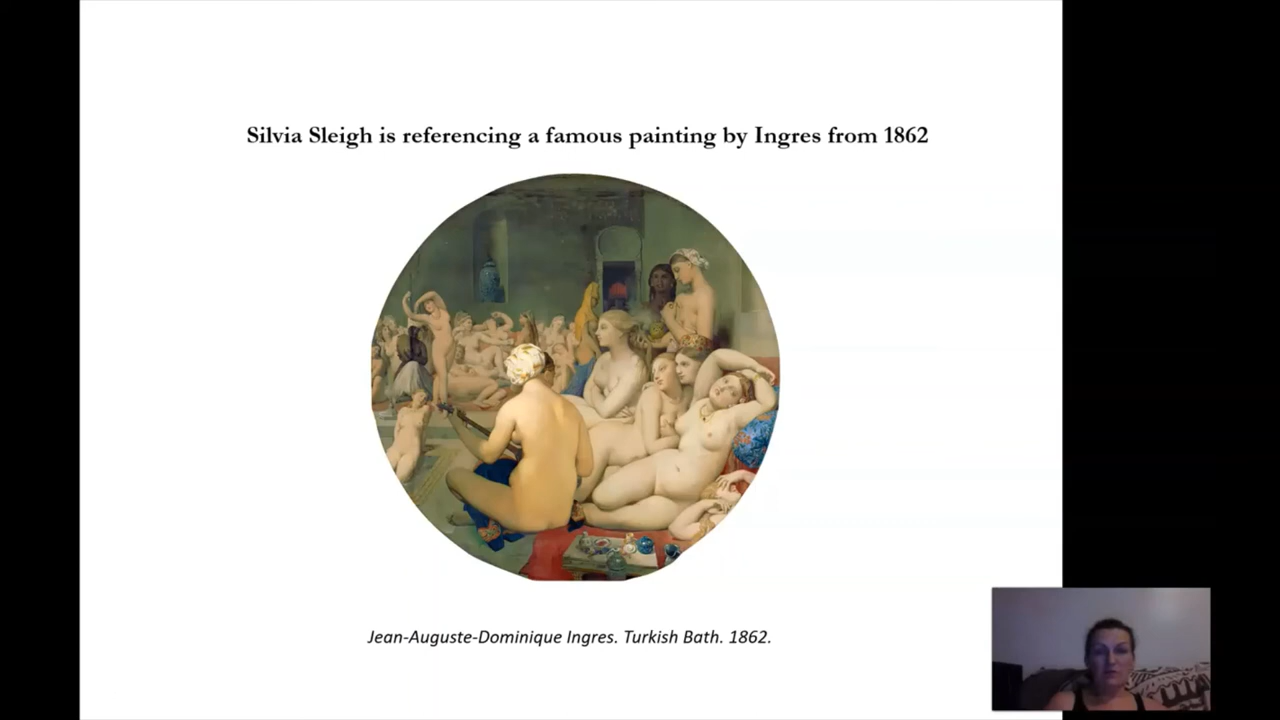 Silvia Sleigh is referencing a famous painting by Ingres from 1862
Jean-Auguste-Dominique Ingres. Turkish Bath. 1862.